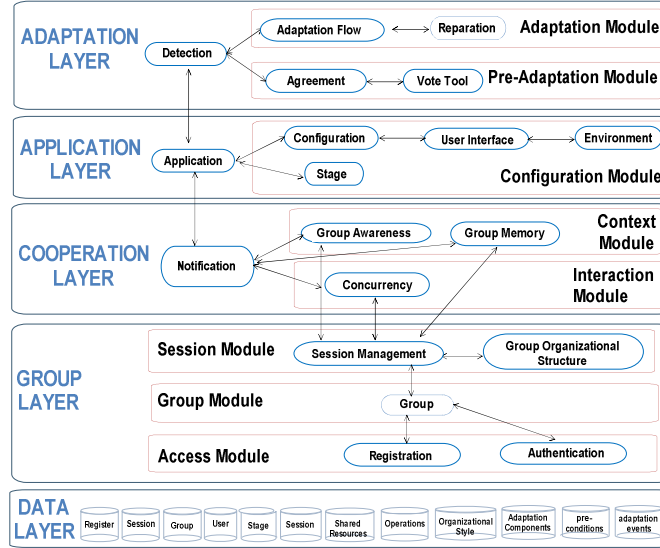 ADAPTATION
LAYER
Detection
Adaptation Flow
Reparation
Adaptation Module
Agreement
Vote Tool
Pre-Adaptation Module
APPLICATION
LAYER
Application
Configuration
User Interface
Environment
Stage
Configuration Module
COOPERATION
LAYER
Notification
Group Awareness
Group Memory
Context
Module
Concurrency
Interaction
Module
GROUP
LAYER
Session Module
Session Management
Group Organizational
Structure
Group Module
Group
Access Module
Registration
Authentication
DATA
LAYER
Register
Session
Group
User
Stage
Session
Shared
Resources
Operations
Organizational
Style
Adaptation
Components
pre-
conditions
adaptation
events